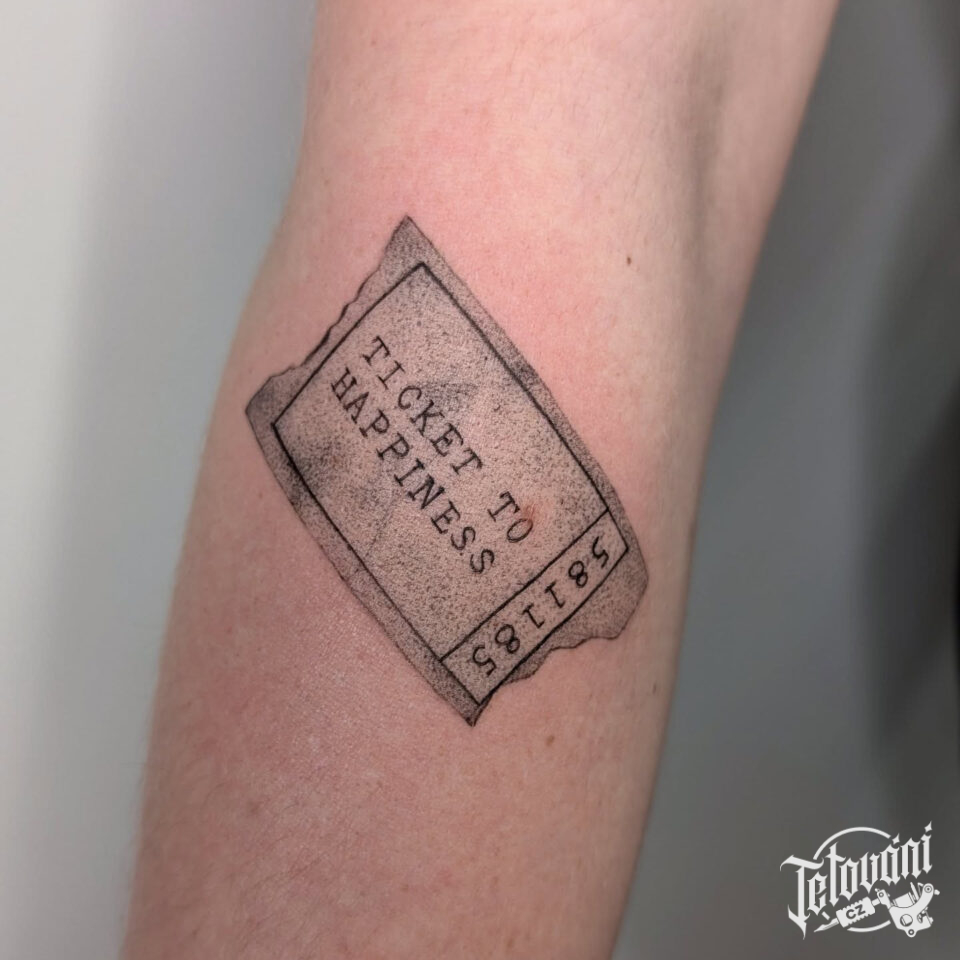 TICKET TO
HAPPINESS
581185
Tetování
CZ